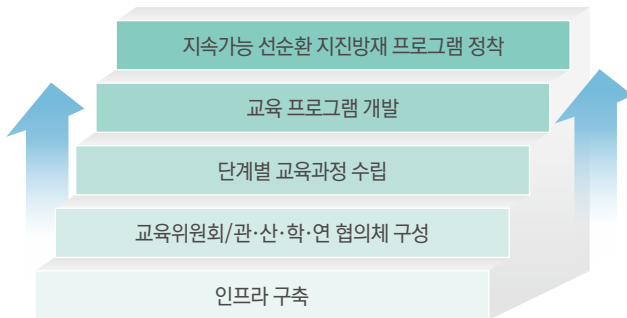 지속가능 선순환 지진방재 프로그램 정착
교육 프로그램 개발
단계별 교육과정 수립
교육위원회/관·산·학·연 협의체 구성
인프라 구축